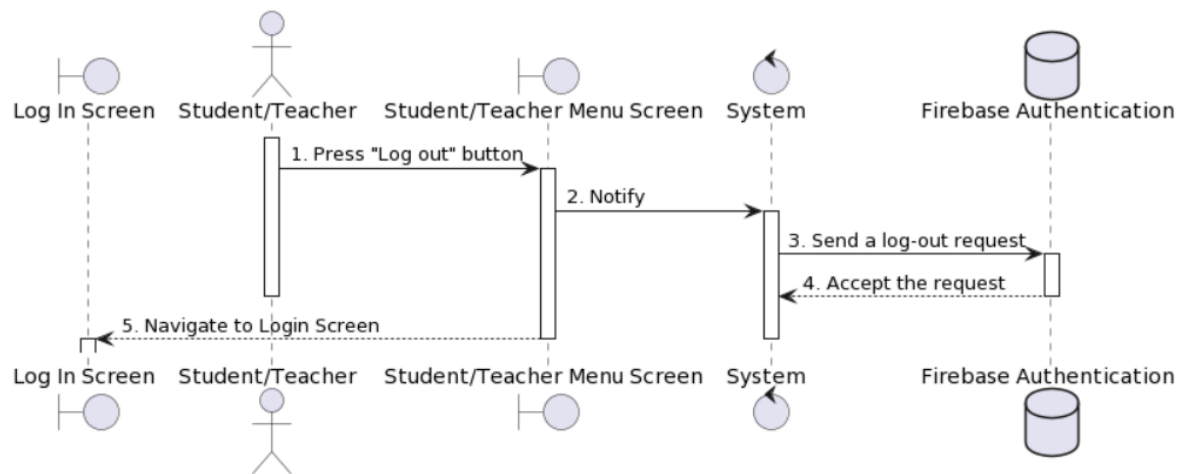 Log In Screen Student/Teacher Student/Teacher Menu Screen System Firebase Authentication
1. Press "Log out" button
2. Notify
3. Send a log-out request
4. Accept the request
5. Navigate to Login Screen
Log In Screen Student/Teacher Student/Teacher Menu Screen System Firebase Authentication